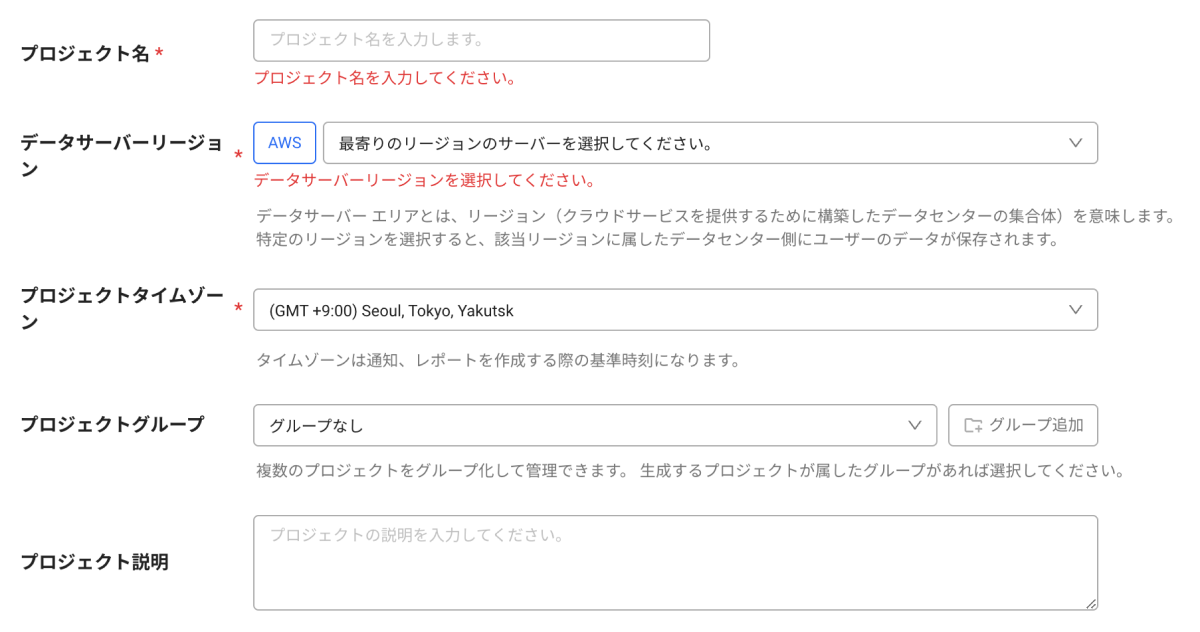 プロジェクト名 *
プロジェクト名を入力します。
プロジェクト名を入力してください。
データサーバーリージョ
ン
*
AWS
最寄りのリージョンのサーバーを選択してください。
データサーバーリージョンを選択してください。
データサーバー エリアとは、リージョン（クラウドサービスを提供するために構築したデータセンターの集合体）を意味します。
特定のリージョンを選択すると、該当リージョンに属したデータセンター側にユーザーのデータが保存されます。
プロジェクトタイムゾー
ン
*
(GMT +9:00) Seoul, Tokyo, Yakutsk
タイムゾーンは通知、レポートを作成する際の基準時刻になります。
プロジェクトグループ
グループなし
グループ追加
複数のプロジェクトをグループ化して管理できます。 生成するプロジェクトが属したグループがあれば選択してください。
プロジェクト説明
プロジェクトの説明を入力してください。